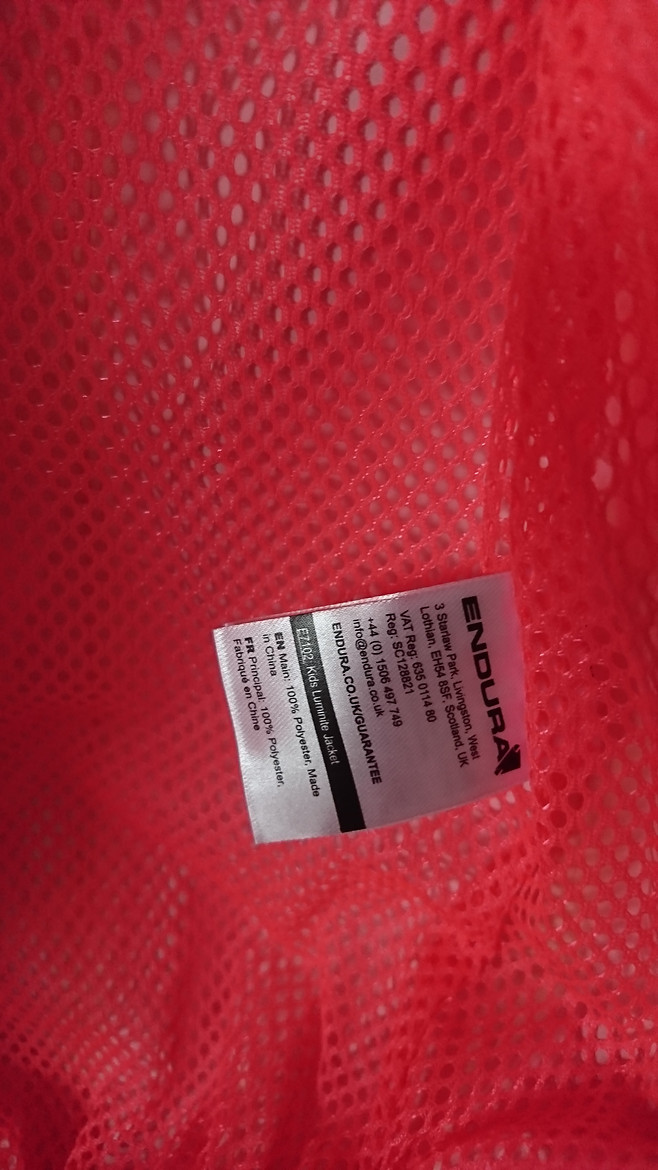 ENDURA
3 Starlaw Park, Livingston, West
Lothian, EH54 8SF, Scotland, UK.
VAT Reg: 635 0114 80
Reg: SC128821
+44 (0) 1506 497 749
info@endura.co.uk
ENDURA.CO.UK/GUARANTEE
E7102: Kids Luminite Jacket
EN Main: 100% Polyester, Made
in China
FR Principal: 100% Polyester,
Fabriqué en Chine